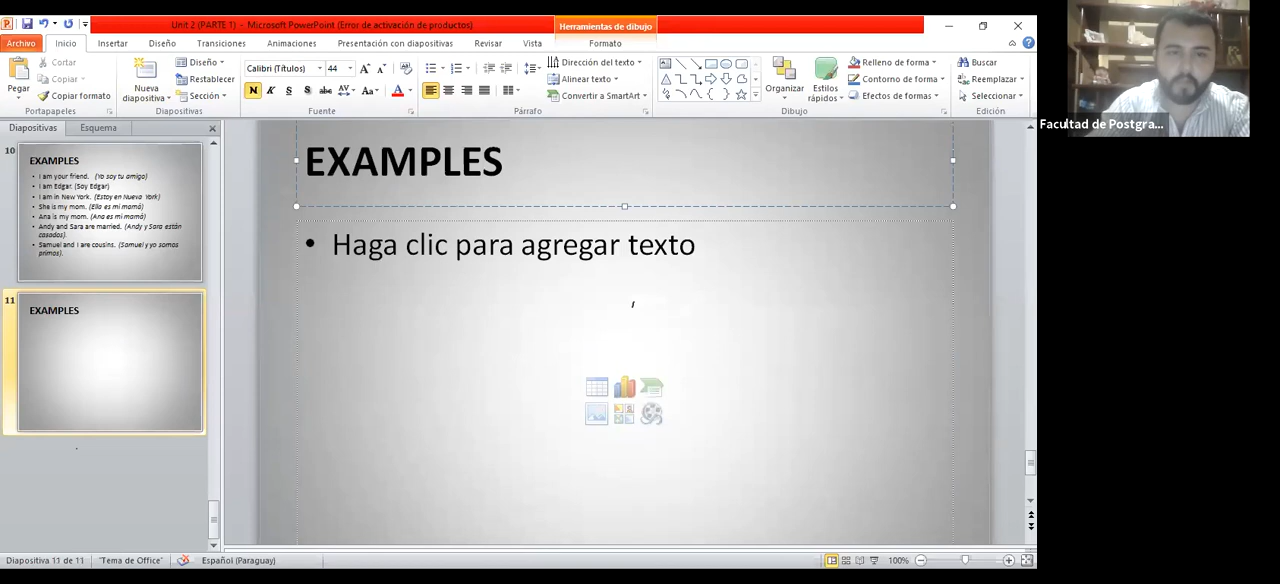 Unit 2 (PARTE 1) - Microsoft PowerPoint (Error de activación de productos)
Herramientas de dibujo
Archivo Inicio Insertar Diseño Transiciones Animaciones Presentación con diapositivas Revisar Vista Formato
Pegar
Cortar
Copiar
Copiar formato
Portapapeles
Nueva
diapositiva
Diseño
Restablecer
Sección
Diapositivas
Calibri (Títulos) 44
N K S S abc AV Aa A
Fuente
Dirección del texto
Alinear texto
Convertir a SmartArt
Párrafo
Organizar
Estilos
rápidos
Relleno de forma
Contorno de forma
Efectos de formas
Dibujo
Buscar
Reemplazar
Seleccionar
Edición
Facultad de Postgra...
Diapositivas Esquema
10
EXAMPLES
• I am your friend. (Yo soy tu amigo)
• I am Edgar. (Soy Edgar)
• I am in New York. (Estoy en Nueva York)
• She is my mom. (Ella es mi mamá)
• Ana is my mom. (Ana es mi mamá)
• Andy and Sara are married. (Andy y Sara están
casados).
• Samuel and I are cousins. (Samuel y yo somos
primos).
11
EXAMPLES
EXAMPLES
• Haga clic para agregar texto
Diapositiva 11 de 11 "Tema de Office" Español (Paraguay) 100%